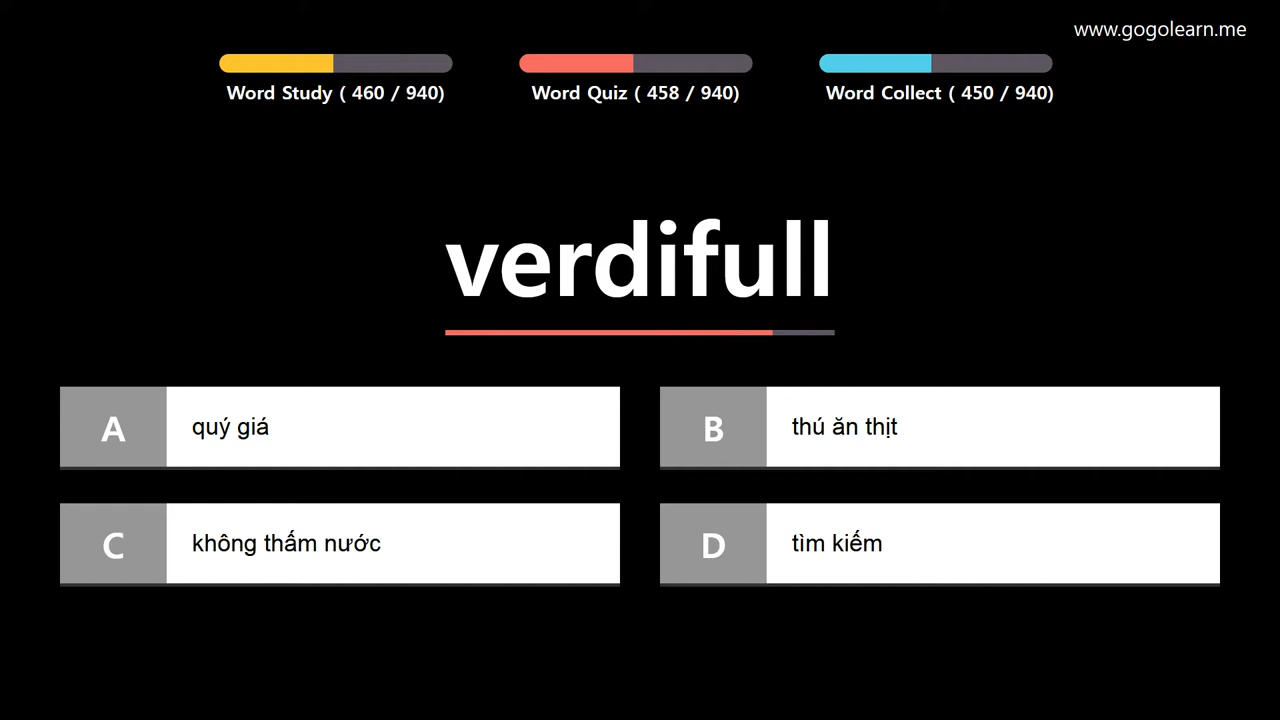 www.gogolearn.me
Word Study ( 460 / 940)
Word Quiz ( 458 / 940)
Word Collect ( 450 / 940)
verdifull
A quý giá
B thú ăn thịt
C không thấm nước
D tìm kiếm